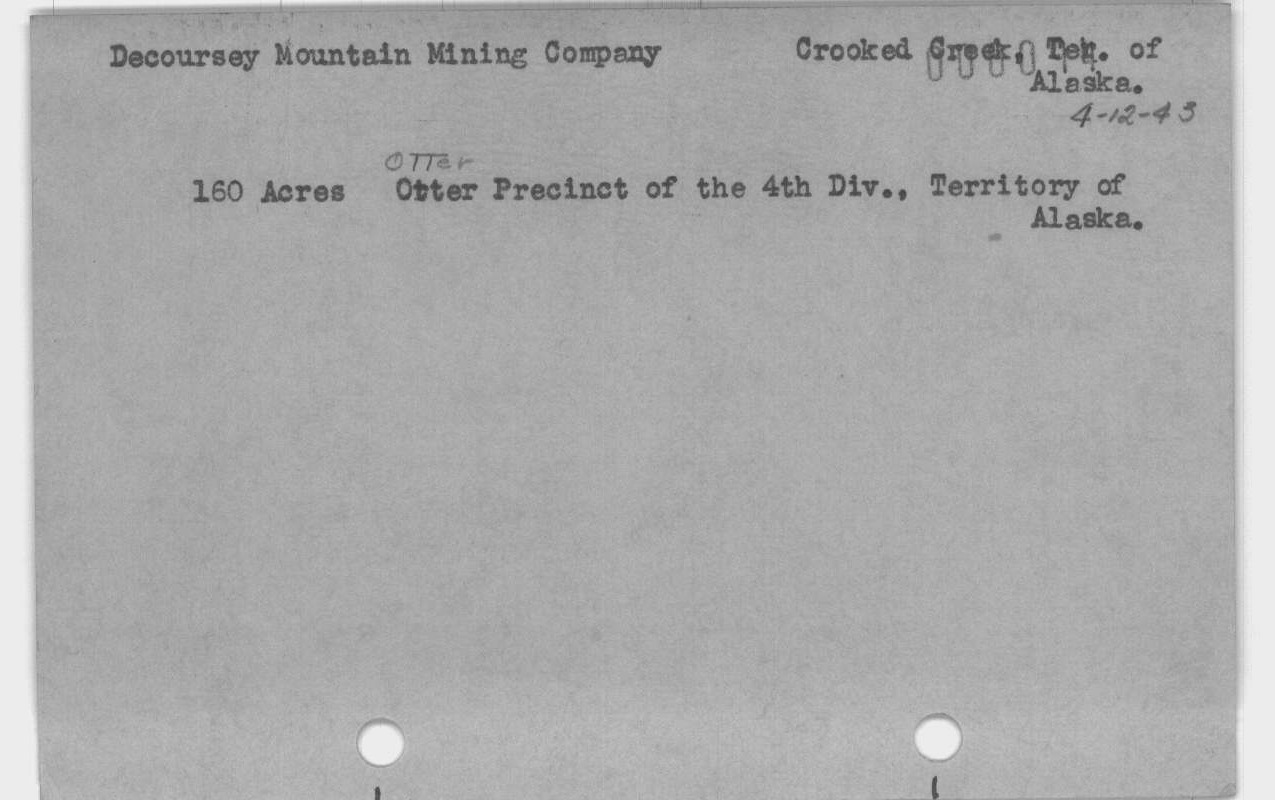 Decoursey Mountain Mining Company Crooked Creek, Ter. of
Alaska.
4-12-43
Otter
160 Acres Otter Precinct of the 4th Div., Territory of
Alaska.